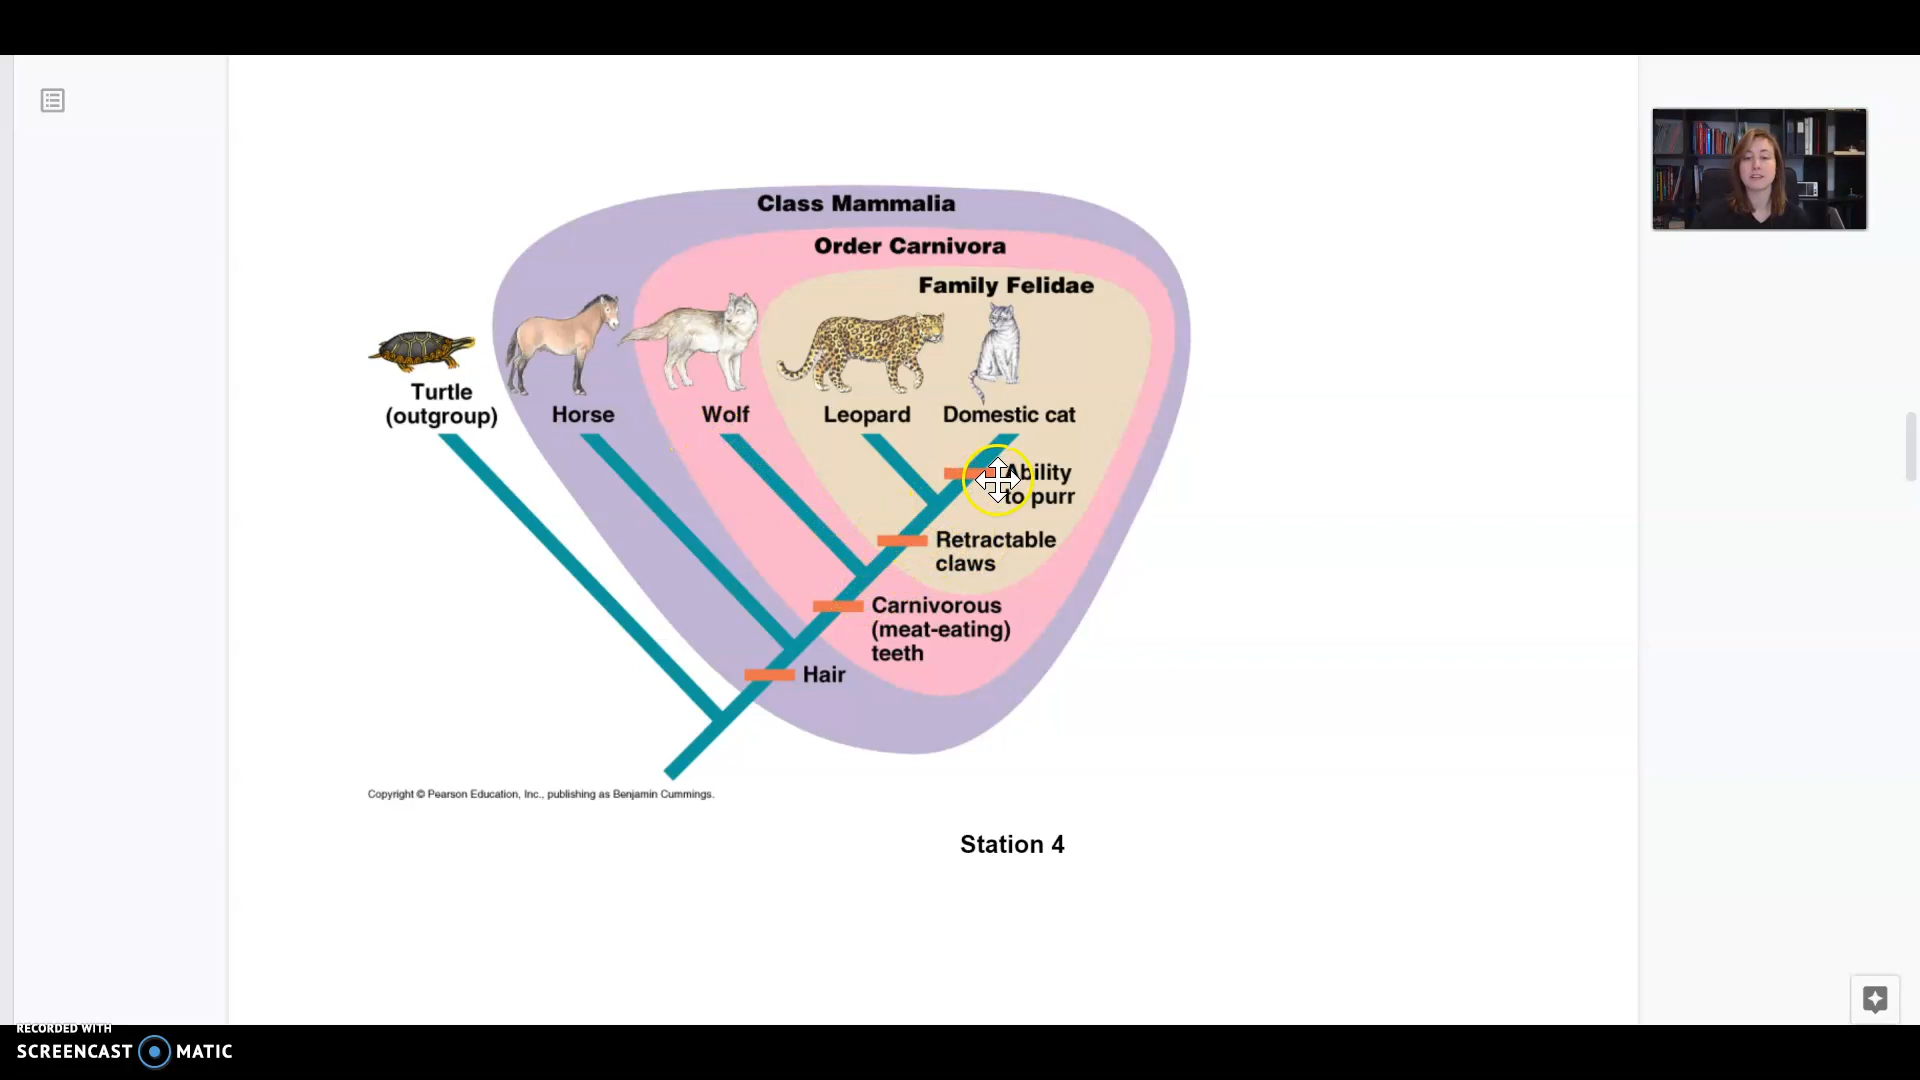 Class Mammalia
Order Carnivora
Family Felidae
Turtle
(outgroup)
Horse
Wolf
Leopard
Domestic cat
Ability
to purr
Retractable
claws
Carnivorous
(meat-eating)
teeth
Hair
Copyright © Pearson Education, Inc., publishing as Benjamin Cummings.
Station 4
RECORDED WITH
SCREENCAST MATIC